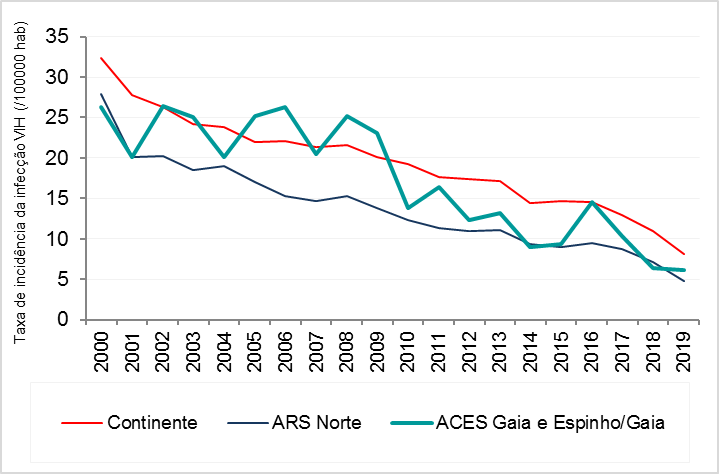 Taxa de incidência da infecção VIH (/100000 hab)
35
30
25
20
15
10
5
0
2000 2001 2002 2003 2004 2005 2006 2007 2008 2009 2010 2011 2012 2013 2014 2015 2016 2017 2018 2019
Continente ARS Norte ACES Gaia e Espinho/Gaia